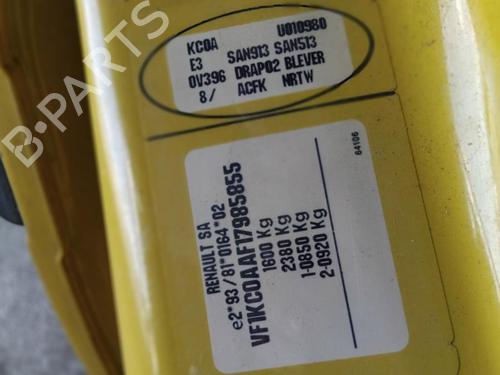 KC0A U010980
E3 SAN913 SAN513
0V396 DRAP02 BLEVER
8/ ACFK NRTW
64106
RENAULT SA
e2*93/81*0164*02
VF1KC0AAF17985855
1600 Kg
2380 Kg
1-0850 Kg
2-0920 Kg